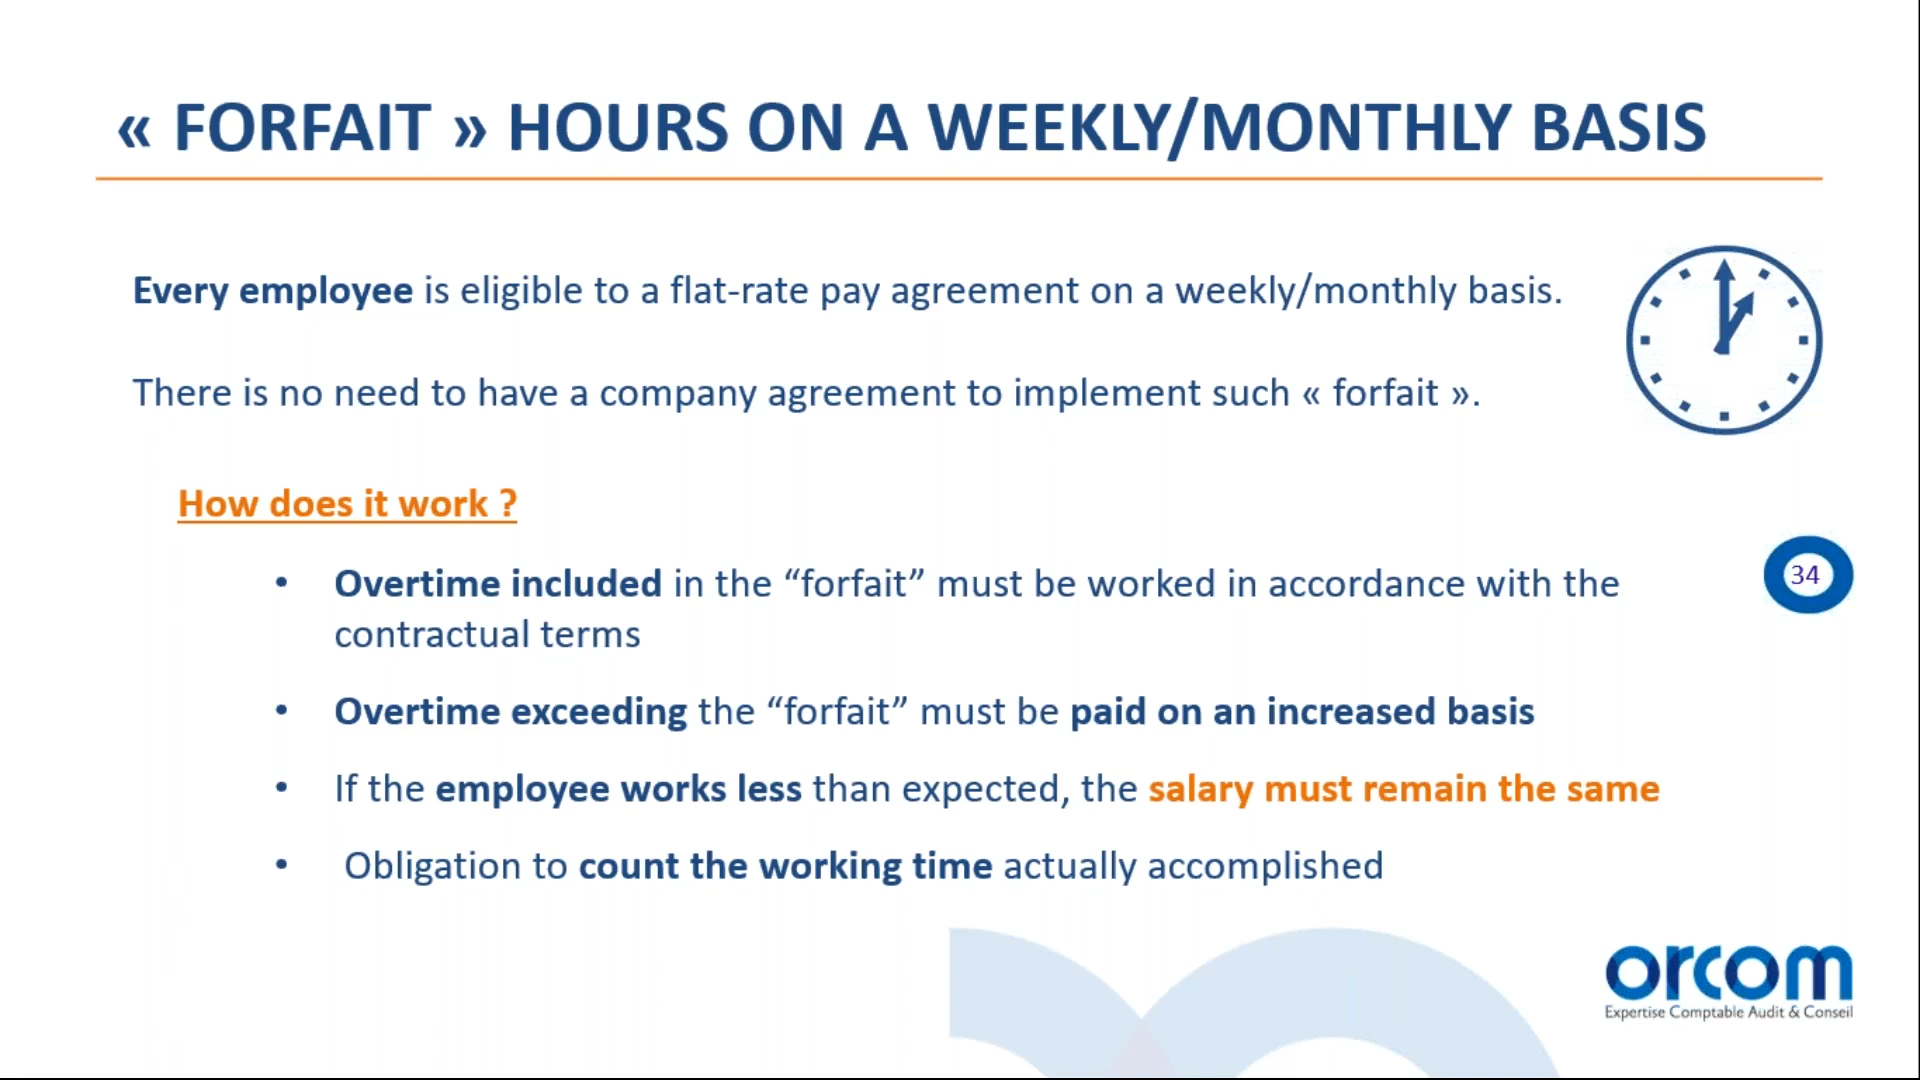 « FORFAIT » HOURS ON A WEEKLY/MONTHLY BASIS
Every employee is eligible to a flat-rate pay agreement on a weekly/monthly basis.
There is no need to have a company agreement to implement such « forfait ».
How does it work ?
• Overtime included in the “forfait” must be worked in accordance with the
contractual terms
34
• Overtime exceeding the “forfait” must be paid on an increased basis
• If the employee works less than expected, the salary must remain the same
• Obligation to count the working time actually accomplished
orcom
Expertise Comptable Audit & Conseil